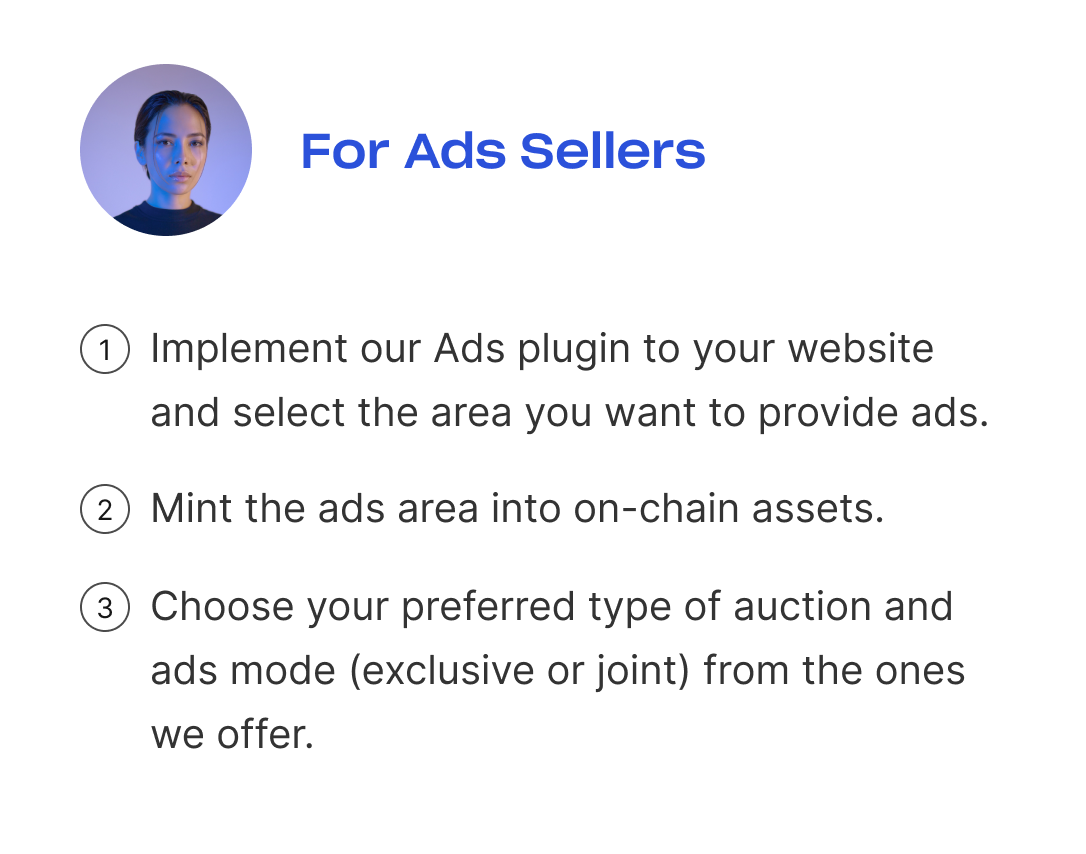 For Ads Sellers
1 Implement our Ads plugin to your website
and select the area you want to provide ads.
2 Mint the ads area into on-chain assets.
3 Choose your preferred type of auction and
ads mode (exclusive or joint) from the ones
we offer.